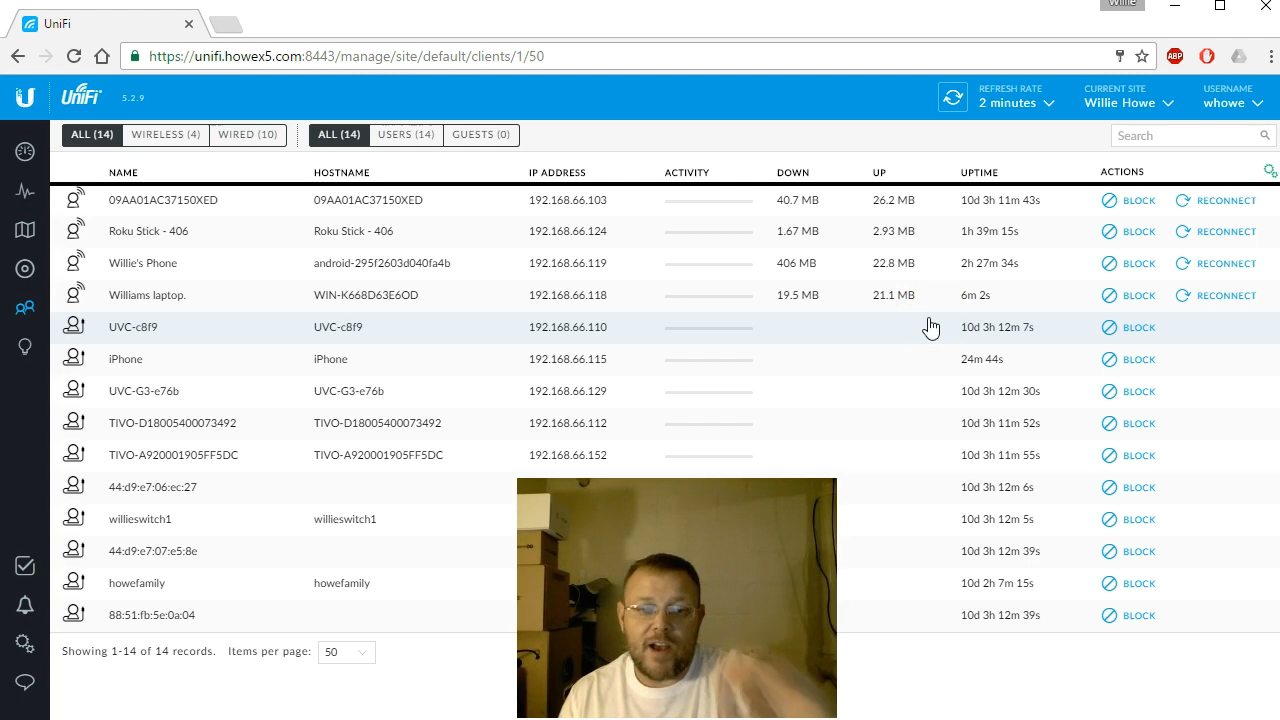 Willie
UniFi
https://unifi.howex5.com:8443/manage/site/default/clients/1/50
ABP
U UniFi 5.2.9 REFRESH RATE CURRENT SITE USERNAME
2 minutes Willie Howe whowe
ALL (14) WIRELESS (4) WIRED (10) ALL (14) USERS (14) GUESTS (0) Search
NAME HOSTNAME IP ADDRESS ACTIVITY DOWN UP UPTIME ACTIONS
09AA01AC37150XED 09AA01AC37150XED 192.168.66.103 40.7 MB 26.2 MB 10d 3h 11m 43s BLOCK RECONNECT
Roku Stick - 406 Roku Stick - 406 192.168.66.124 1.67 MB 2.93 MB 1h 39m 15s BLOCK RECONNECT
Willie's Phone android-295f2603d040fa4b 192.168.66.119 406 MB 22.8 MB 2h 27m 34s BLOCK RECONNECT
Williams laptop. WIN-K668D63E6OD 192.168.66.118 19.5 MB 21.1 MB 6m 2s BLOCK RECONNECT
UVC-c8f9 UVC-c8f9 192.168.66.110 10d 3h 12m 7s BLOCK
iPhone iPhone 192.168.66.115 24m 44s BLOCK
UVC-G3-e76b UVC-G3-e76b 192.168.66.129 10d 3h 12m 30s BLOCK
TIVO-D18005400073492 TIVO-D18005400073492 192.168.66.112 10d 3h 11m 52s BLOCK
TIVO-A920001905FF5DC TIVO-A920001905FF5DC 192.168.66.152 10d 3h 11m 55s BLOCK
44:d9:e7:06:ec:27 10d 3h 12m 6s BLOCK
willieswitch1 willieswitch1 10d 3h 12m 5s BLOCK
44:d9:e7:07:e5:8e 10d 3h 12m 39s BLOCK
howefamily howefamily 10d 2h 7m 15s BLOCK
88:51:fb:5e:0a:04 10d 3h 12m 39s BLOCK
Showing 1-14 of 14 records. Items per page: 50